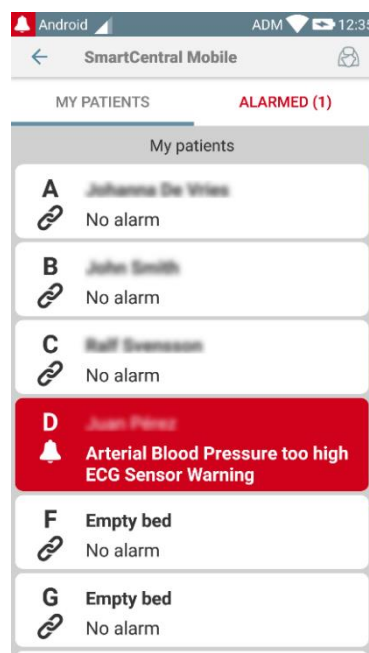 Android ADM 12:35
SmartCentral Mobile
MY PATIENTS ALARMED (1)
My patients
A
No alarm
B
No alarm
C
No alarm
D
Arterial Blood Pressure too high
ECG Sensor Warning
F Empty bed
No alarm
G Empty bed
No alarm